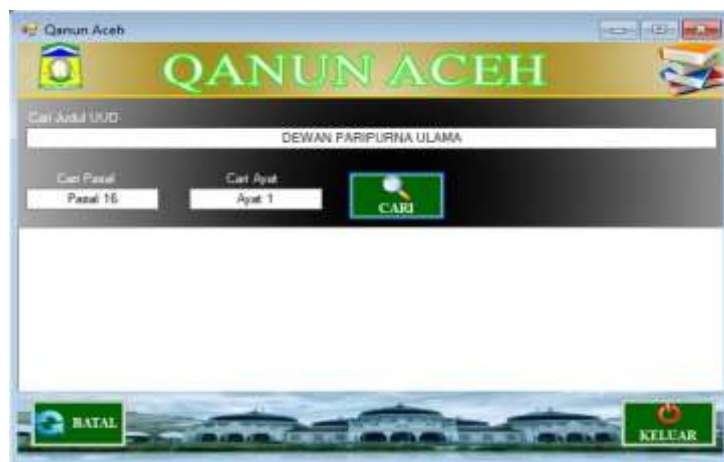 Qanun Aceh
QANUN ACEH
Cari Judul UUD
DEWAN PARIPURNA ULAMA
Cari Pasal
Cari Ayat
Pasal 16
Ayat 1
CARI
BATAL
KELUAR